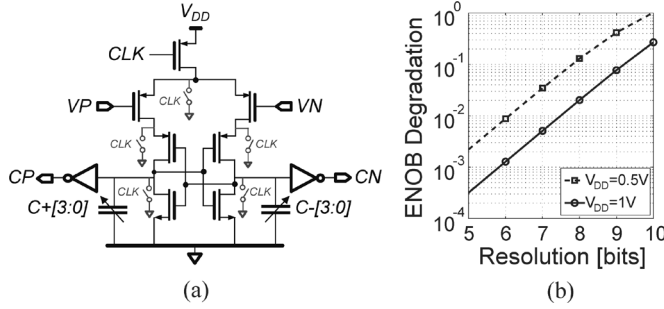 (a)
V_DD
CLK
VP
VN
CLK
CLK
CLK
CP
CLK
CLK
CN
C+[3:0]
C-[3:0]
(b)
ENOB Degradation
10^0
10^-1
10^-2
10^-3
10^-4
V_DD=0.5V
V_DD=1V
5 6 7 8 9 10
Resolution [bits]
(a)
(b)